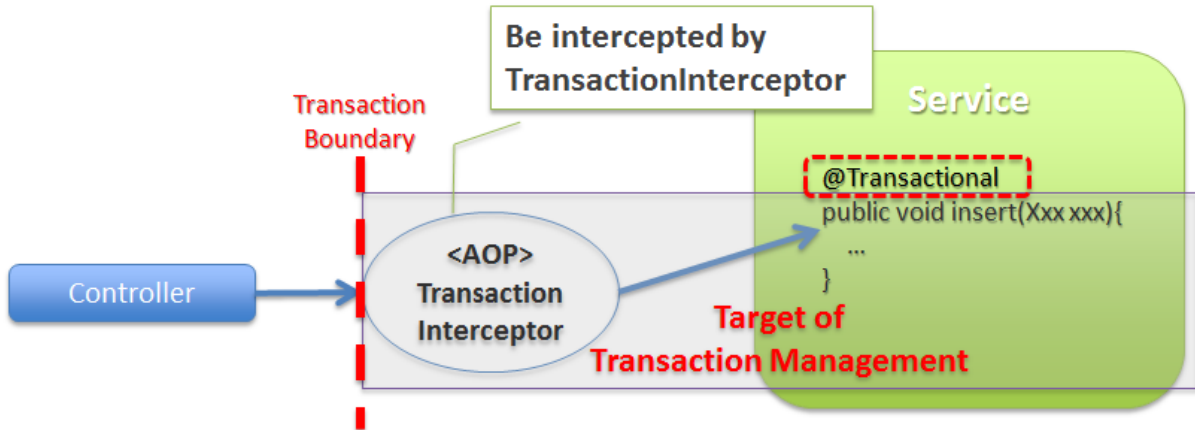 Be intercepted by
TransactionInterceptor
Service
Transaction
Boundary
@Transactional
public void insert(Xxx xxx){
...
}
<AOP>
Transaction
Interceptor
Controller
Target of
Transaction Management